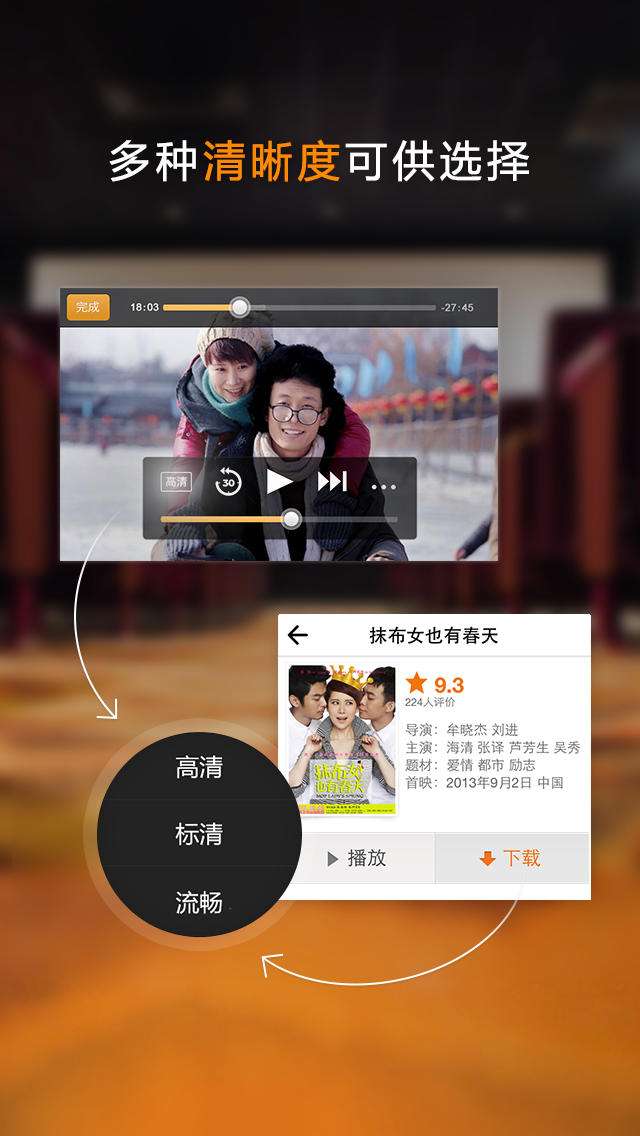 多种清晰度可供选择
完成
18:03
-27:45
高清
30
抹布女也有春天
9.3
224人评价
导演：牟晓杰 刘进
主演：海清 张译 芦芳生 吴秀
题材：爱情 都市 励志
首映：2013年9月2日 中国
抹布女
也有春天
MOP LADY'S SPRING
播放
下载
高清
标清
流畅